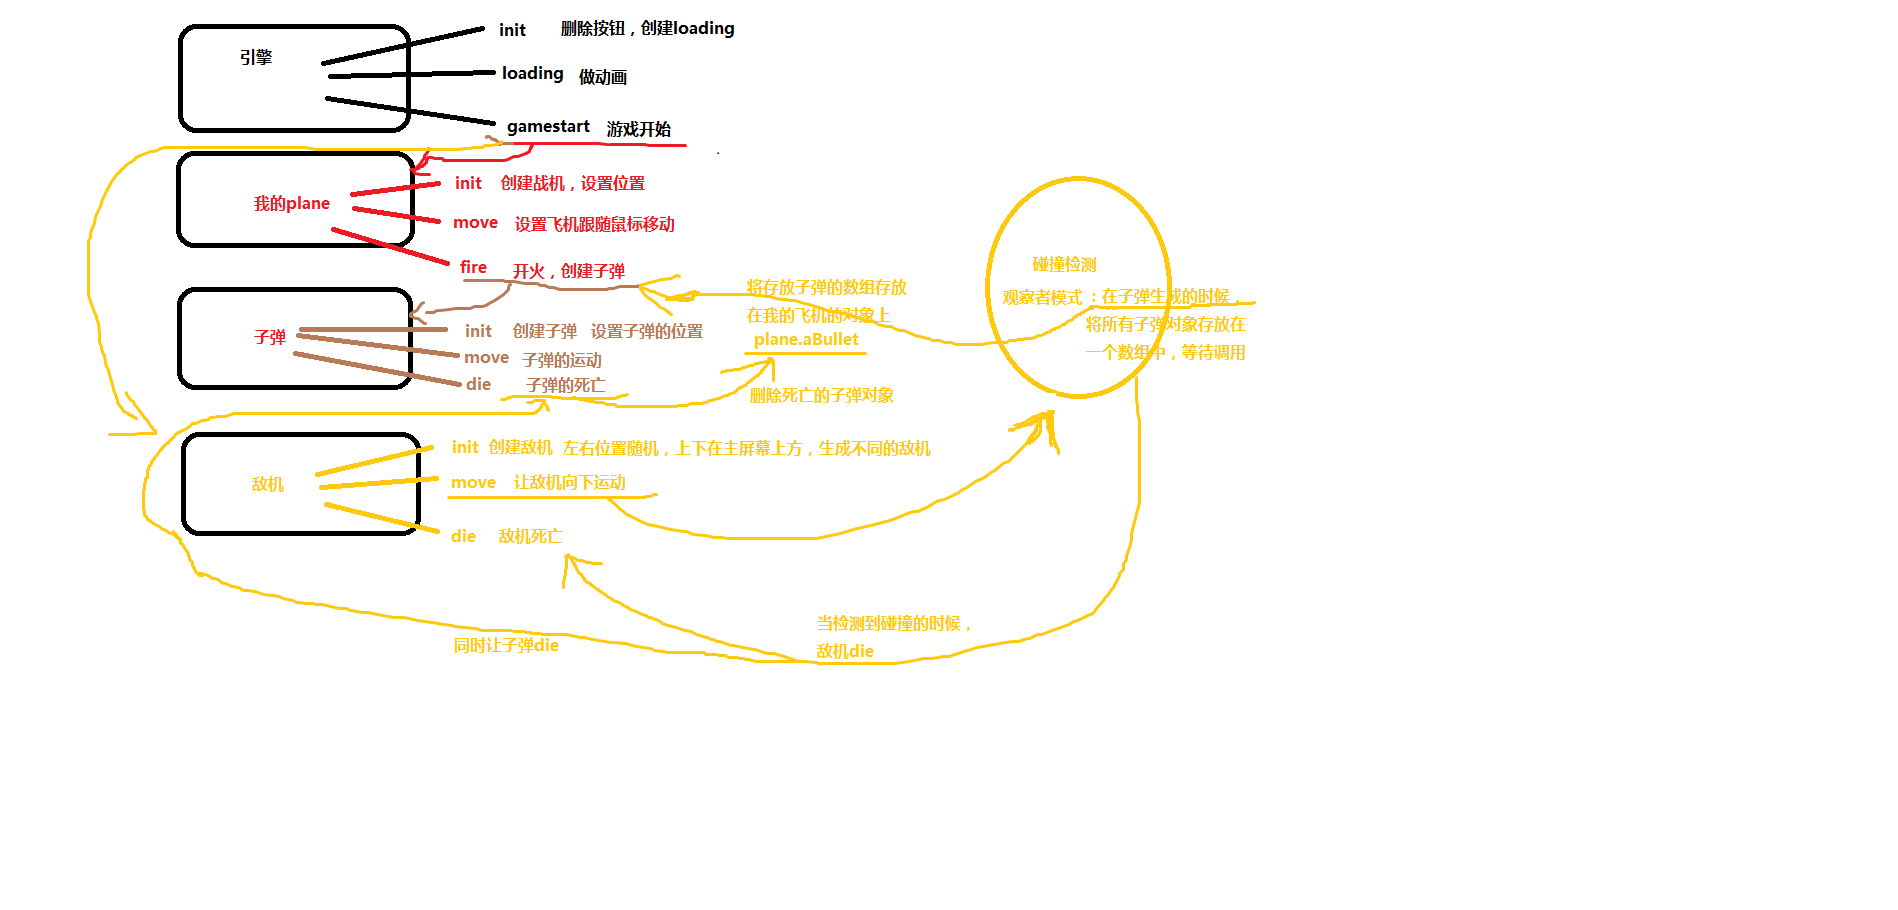 引擎
init 删除按钮，创建loading
loading 做动画
gamestart 游戏开始
我的plane
init 创建战机，设置位置
move 设置飞机跟随鼠标移动
fire 开火，创建子弹
子弹
init 创建子弹 设置子弹的位置
move 子弹的运动
die 子弹的死亡
将存放子弹的数组存放
在我的飞机的对象上
plane.aBullet
删除死亡的子弹对象
碰撞检测
观察者模式：在子弹生成的时候，
将所有子弹对象存放在
一个数组中，等待调用
敌机
init 创建敌机 左右位置随机，上下在主屏幕上方，生成不同的敌机
move 让敌机向下运动
die 敌机死亡
当检测到碰撞的时候，
敌机die
同时让子弹die